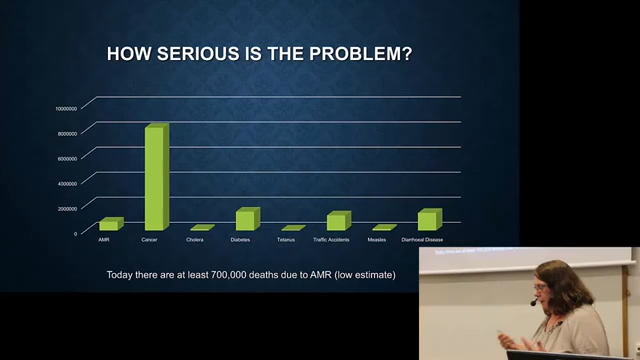 HOW SERIOUS IS THE PROBLEM?
10000000
8000000
6000000
4000000
2000000
0
AMR Cancer Cholera Diabetes Tetanus Traffic Accidents Measles Diarrhoeal Disease
Today there are at least 700,000 deaths due to AMR (low estimate)